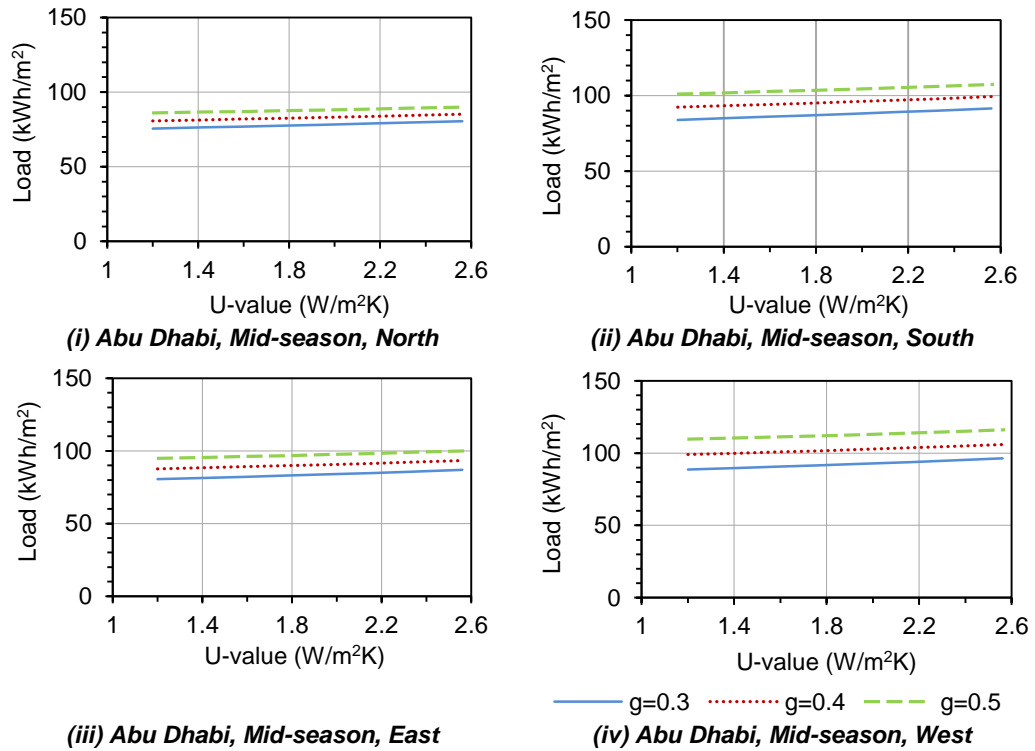 150
100
50
0
Load (kWh/m²)
1 1.4 1.8 2.2 2.6
U-value (W/m²K)
(i) Abu Dhabi, Mid-season, North
150
100
50
0
Load (kWh/m²)
1 1.4 1.8 2.2 2.6
U-value (W/m²K)
(ii) Abu Dhabi, Mid-season, South
150
100
50
0
Load (kWh/m²)
1 1.4 1.8 2.2 2.6
U-value (W/m²K)
(iii) Abu Dhabi, Mid-season, East
150
100
50
0
Load (kWh/m²)
1 1.4 1.8 2.2 2.6
U-value (W/m²K)
g=0.3 g=0.4 g=0.5
(iv) Abu Dhabi, Mid-season, West